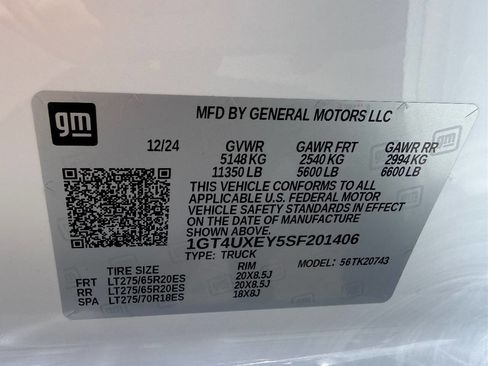 gm
MFD BY GENERAL MOTORS LLC
12/24 GVWR GAWR FRT GAWR RR
5148 KG 2540 KG 2994 KG
11350 LB 5600 LB 6600 LB
THIS VEHICLE CONFORMS TO ALL
APPLICABLE U.S. FEDERAL MOTOR
VEHICLE SAFETY STANDARDS IN EFFECT
ON THE DATE OF MANUFACTURE
SHOWN ABOVE.
1GT4UXEY5SF201406
TYPE: TRUCK MODEL: 56TK20743
TIRE SIZE RIM
FRT LT275/65R20ES 20X8.5J
RR LT275/65R20ES 20X8.5J
SPA LT275/70R18ES 18X8J